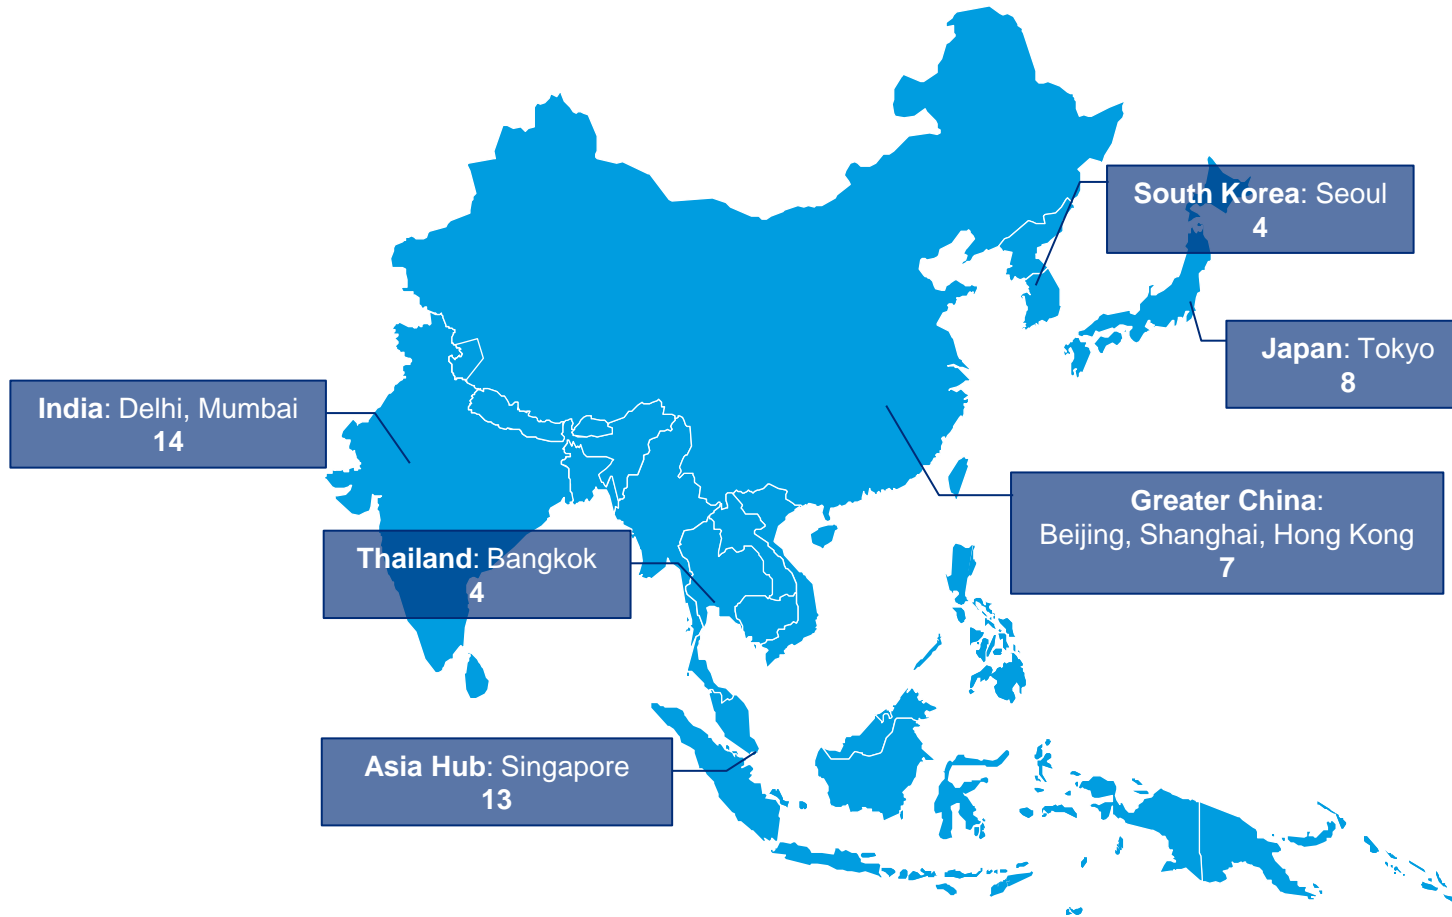 South Korea: Seoul
4
Japan: Tokyo
8
India: Delhi, Mumbai
14
Greater China:
Beijing, Shanghai, Hong Kong
7
Thailand: Bangkok
4
Asia Hub: Singapore
13